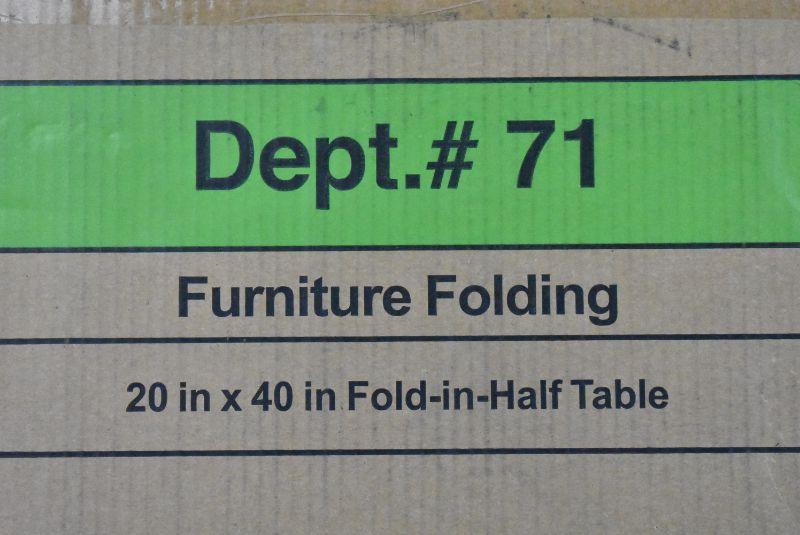 Dept.# 71
Furniture Folding
20 in x 40 in Fold-in-Half Table